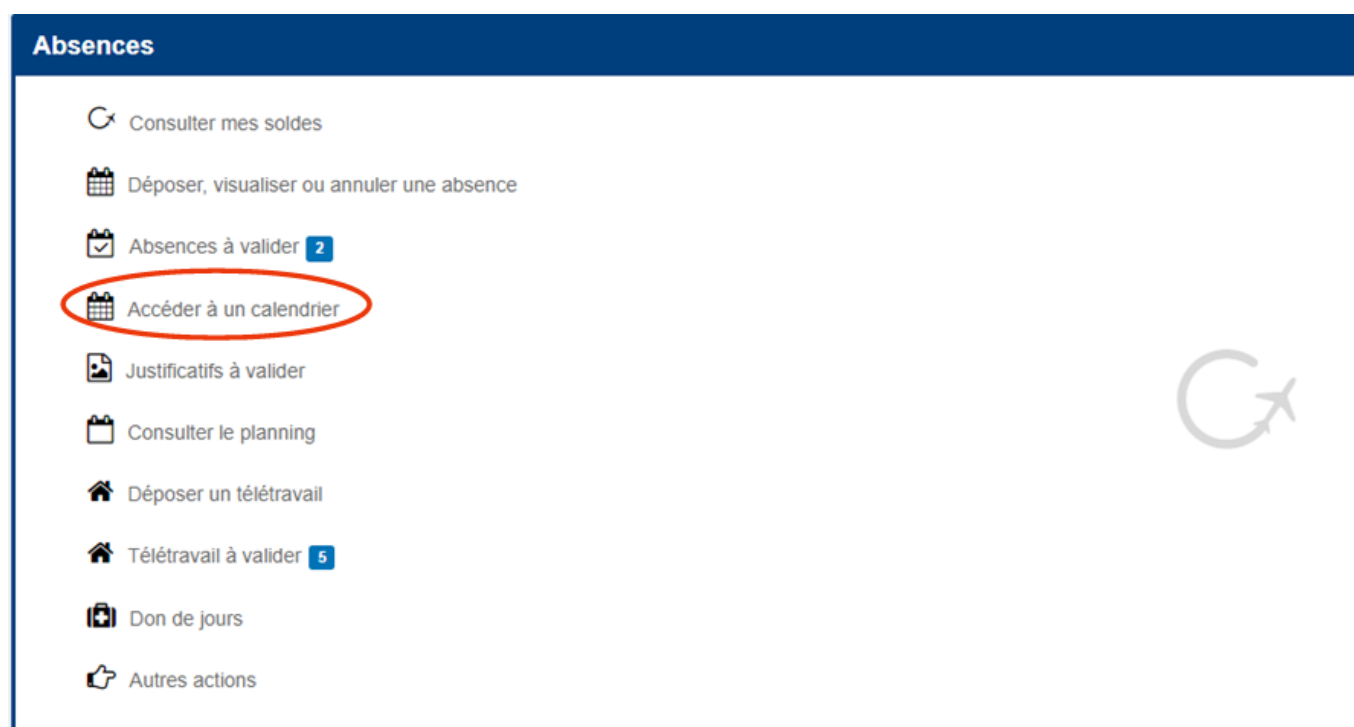 Absences
Consulter mes soldes
Déposer, visualiser ou annuler une absence
Absences à valider 2
Accéder à un calendrier
Justificatifs à valider
Consulter le planning
Déposer un télétravail
Télétravail à valider 5
Don de jours
Autres actions